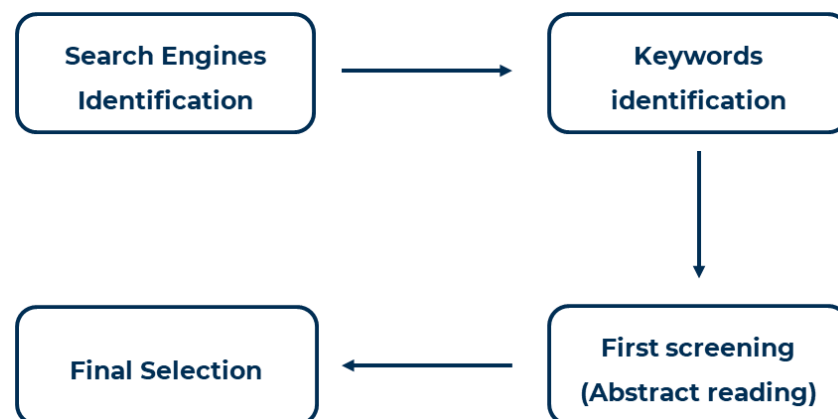 Search Engines
Identification
Keywords
identification
First screening
(Abstract reading)
Final Selection